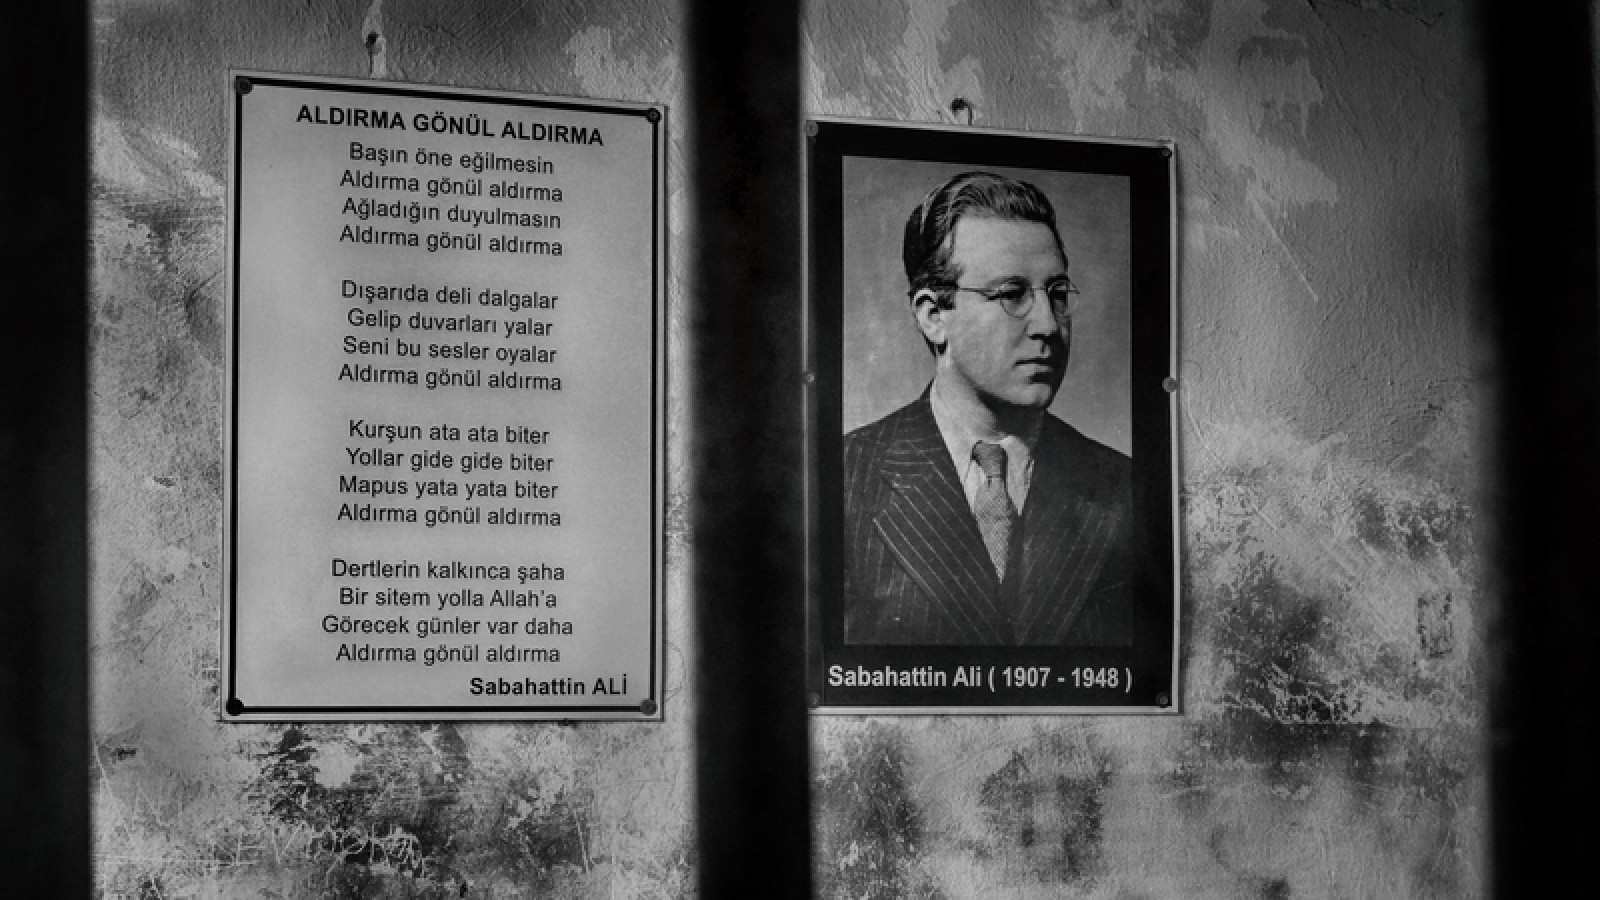 ALDIRMA GÖNÜL ALDIRMA
Başın öne eğilmesin
Aldırma gönül aldırma
Ağladığın duyulmasın
Aldırma gönül aldırma
Dışarıda deli dalgalar
Gelip duvarları yalar
Seni bu sesler oyalar
Aldırma gönül aldırma
Kurşun ata ata biter
Yollar gide gide biter
Mapus yata yata biter
Aldırma gönül aldırma
Dertlerin kalkınca şaha
Bir sitem yolla Allah'a
Görecek günler var daha
Aldırma gönül aldırma
Sabahattin ALİ
Sabahattin Ali ( 1907 - 1948 )